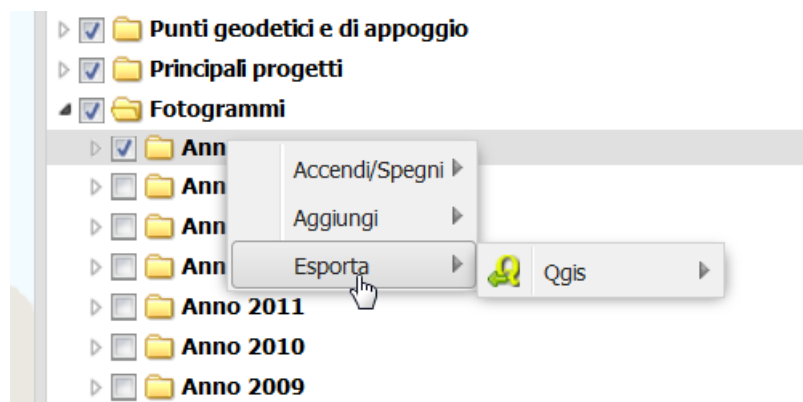 Punti geodetici e di appoggio
Principali progetti
Fotogrammi
Ann
Accendi/Spegni
Ann
Aggiungi
Ann
Ann
Esporta
Qgis
Anno 2011
Anno 2010
Anno 2009